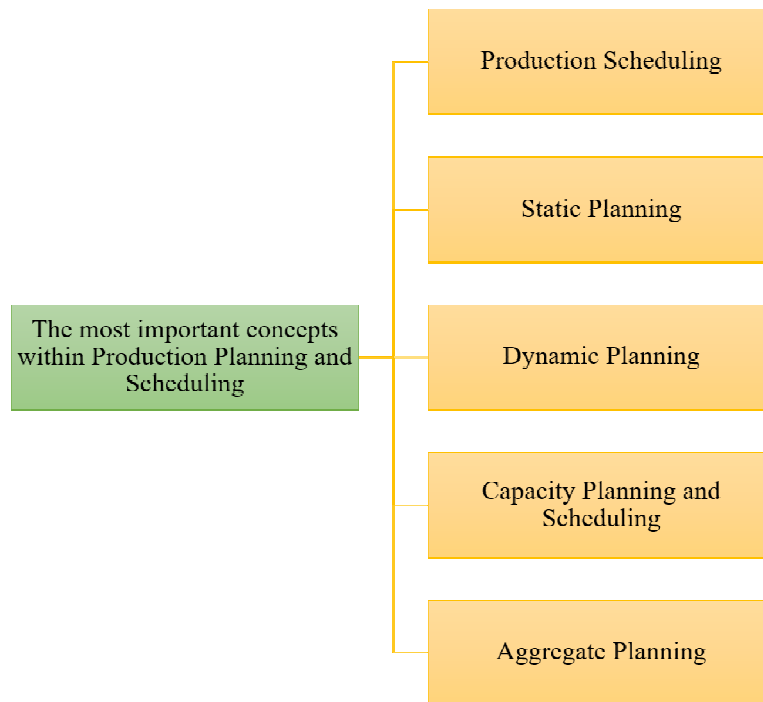 Production Scheduling
Static Planning
The most important concepts
within Production Planning and
Scheduling
Dynamic Planning
Capacity Planning and
Scheduling
Aggregate Planning